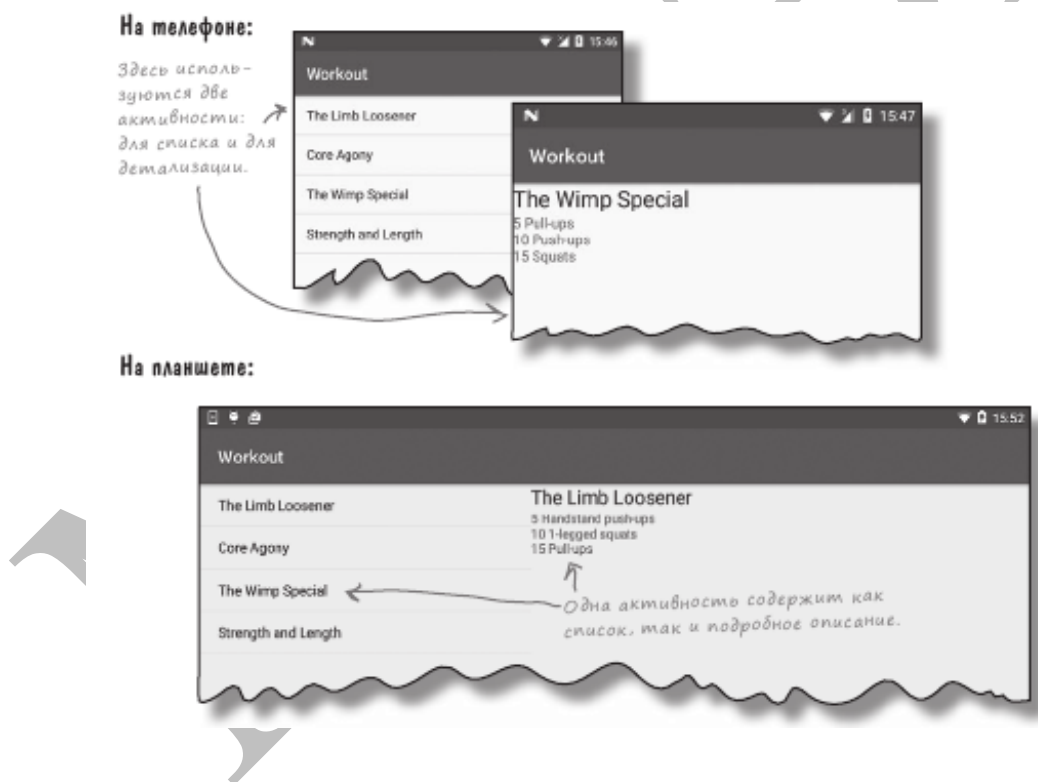 На телефоне:
Здесь исполь-
зуются две
активности:
для списка и для
детализации.
15:46
Workout
The Limb Loosener
Core Agony
The Wimp Special
Strength and Length
15:47
Workout
The Wimp Special
5 Pull-ups
10 Push-ups
15 Squats
На планшете:
15:52
Workout
The Limb Loosener
Core Agony
The Wimp Special
Strength and Length
The Limb Loosener
5 Handstand push-ups
10 1-legged squats
15 Pull-ups
Одна активность содержит как
список, так и подробное описание.